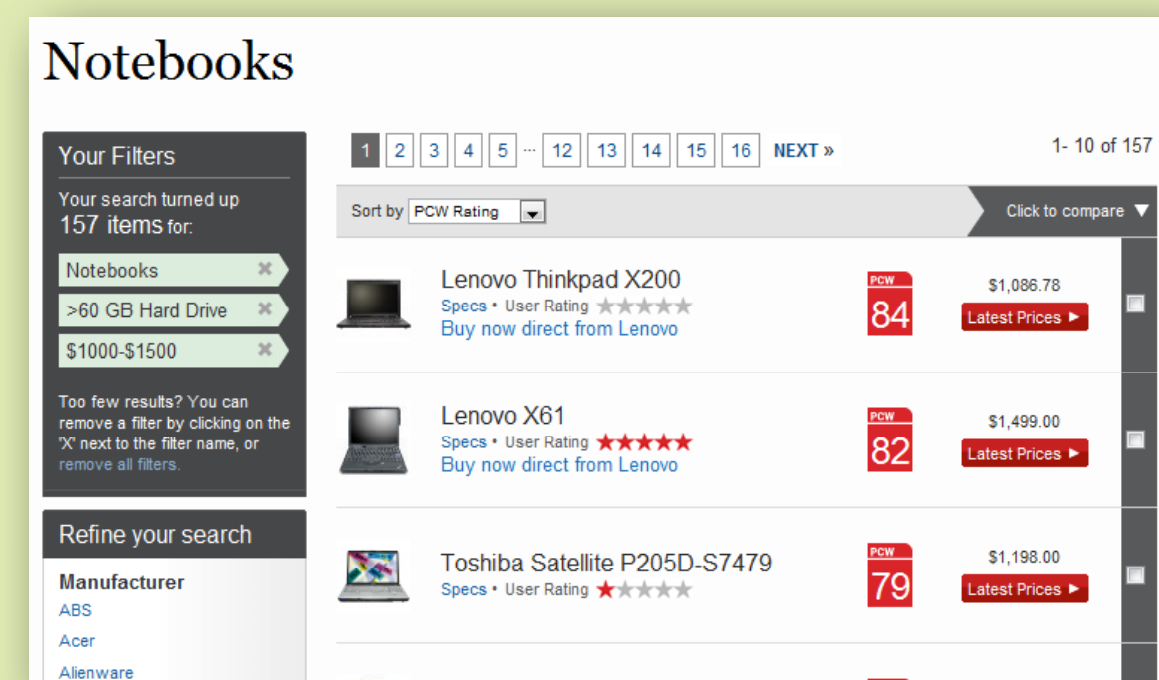 Notebooks
Your Filters
Your search turned up
157 items for:
Notebooks ✖
>60 GB Hard Drive ✖
$1000-$1500 ✖
Too few results? You can
remove a filter by clicking on the
'X' next to the filter name, or
remove all filters.
Refine your search
Manufacturer
ABS
Acer
Alienware
1 2 3 4 5 ... 12 13 14 15 16 NEXT »
1- 10 of 157
Sort by PCW Rating
Click to compare ▼
Lenovo Thinkpad X200
Specs • User Rating
Buy now direct from Lenovo
PCW
84
$1,086.78
Latest Prices ►
Lenovo X61
Specs • User Rating
Buy now direct from Lenovo
PCW
82
$1,499.00
Latest Prices ►
Toshiba Satellite P205D-S7479
Specs • User Rating
PCW
79
$1,198.00
Latest Prices ►